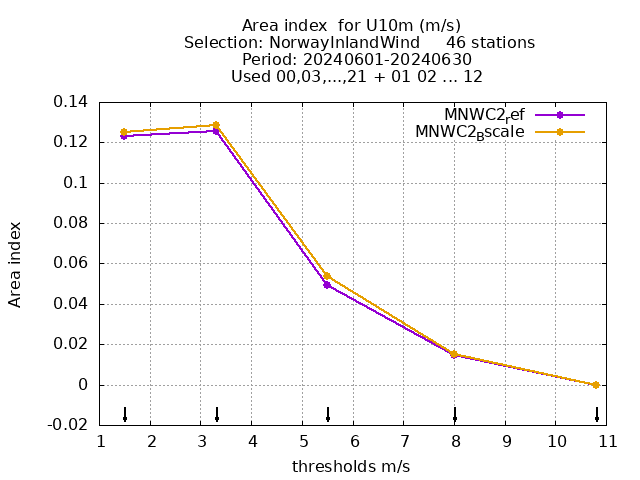 Area index  for U10m (m/s)
Selection: NorwayInlandWind     46 stations
Period: 20240601-20240630
Used 00,03,...,21 + 01 02 ... 12
MNWC2ref
MNWC2Bscale
0.14
0.12
0.1
0.08
0.06
0.04
0.02
0
-0.02
Area index
1 2 3 4 5 6 7 8 9 10 11
thresholds m/s